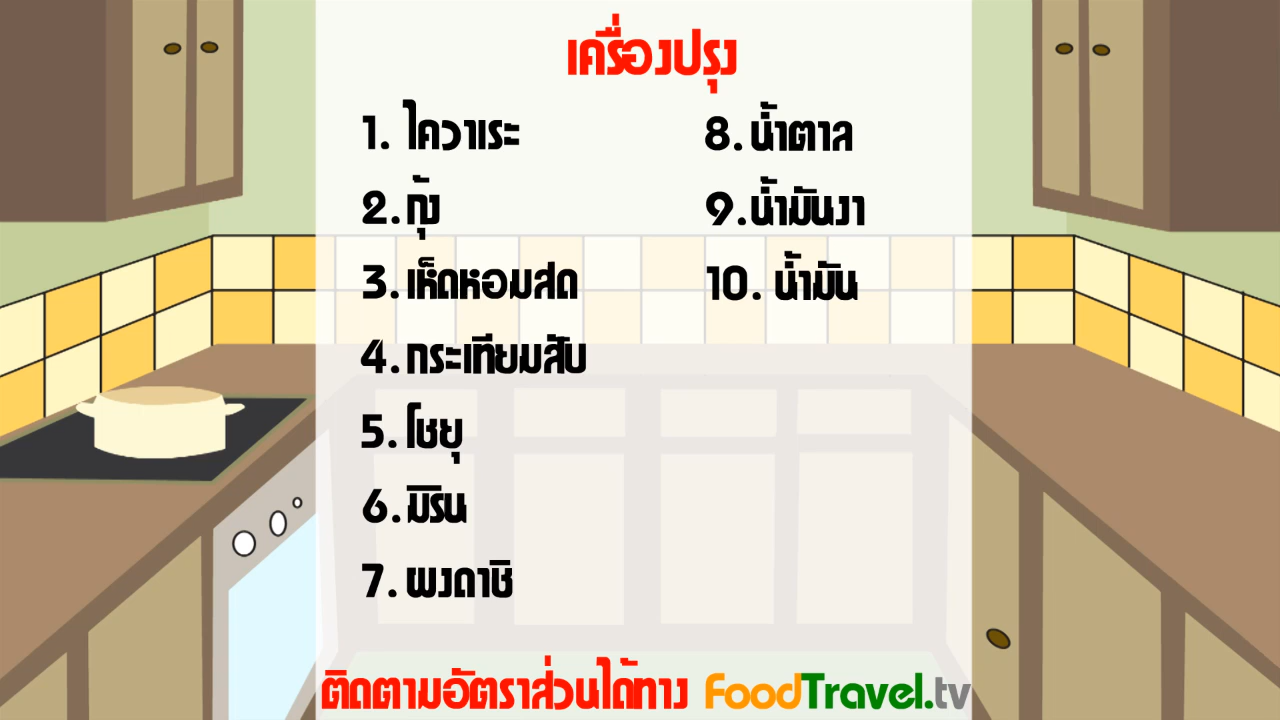 เครื่องปรุง
1. ไควาเระ
2. กุ้ง
3. เห็ดหอมสด
4. กระเทียมสับ
5. โชยุ
6. มิริน
7. ผงดาชิ
8. น้ำตาล
9. น้ำมันงา
10. น้ำมัน
ติดตามอัตราส่วนได้ทาง FoodTravel.tv